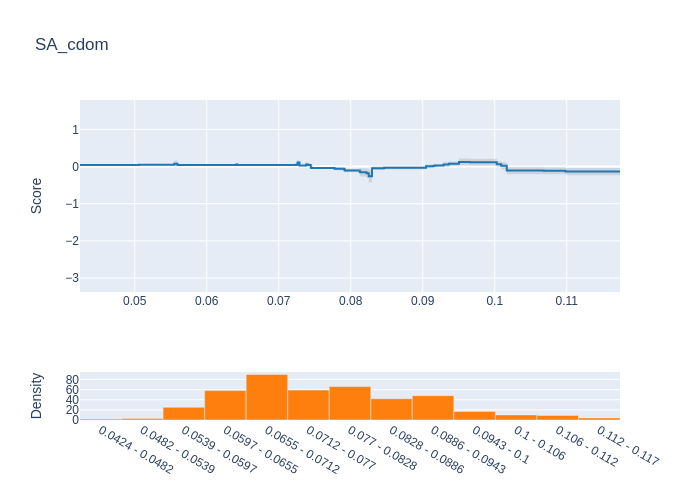 SA_cdom
Score
1
0
−1
−2
−3
0.05 0.06 0.07 0.08 0.09 0.1 0.11
Density
80
60
40
20
0
0.0424 - 0.0482
0.0482 - 0.0539
0.0539 - 0.0597
0.0597 - 0.0655
0.0655 - 0.0712
0.0712 - 0.077
0.077 - 0.0828
0.0828 - 0.0886
0.0886 - 0.0943
0.0943 - 0.1
0.1 - 0.106
0.106 - 0.112
0.112 - 0.117